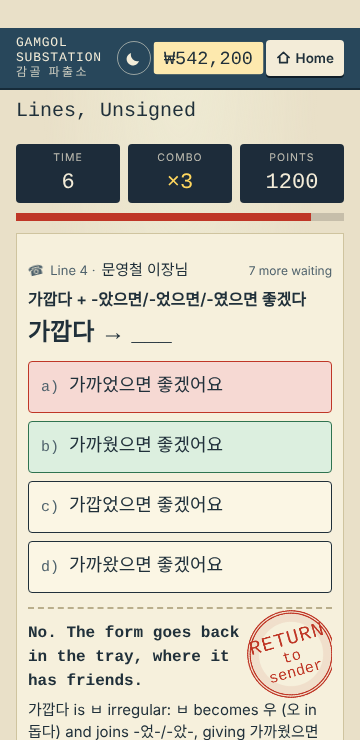 GAMGOL
SUBSTATION
감골 파출소
₩542,200
Home
Lines, Unsigned
TIME
6
COMBO
×3
POINTS
1200
☎ Line 4 · 문영철 이장님
7 more waiting
가깝다 + -았으면/-었으면/-였으면 좋겠다
가깝다 → ___
a) 가까었으면 좋겠어요
b) 가까웠으면 좋겠어요
c) 가깝었으면 좋겠어요
d) 가까왔으면 좋겠어요
No. The form goes back
in the tray, where it
has friends.
RETURN
to
sender
가깝다 is ㅂ irregular: ㅂ becomes 우 (오 in
돕다) and joins -었-/-았-, giving 가까웠으면